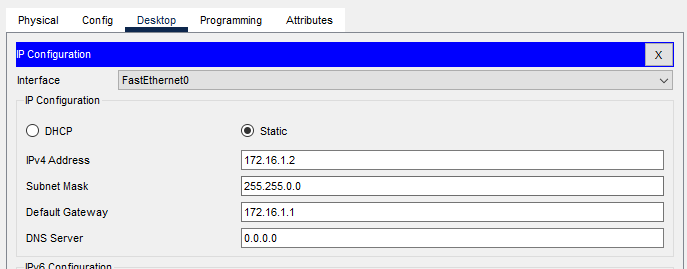 Physical Config Desktop Programming Attributes
IP Configuration X
Interface FastEthernet0
IP Configuration
DHCP Static
IPv4 Address 172.16.1.2
Subnet Mask 255.255.0.0
Default Gateway 172.16.1.1
DNS Server 0.0.0.0
IPv6 Configuration